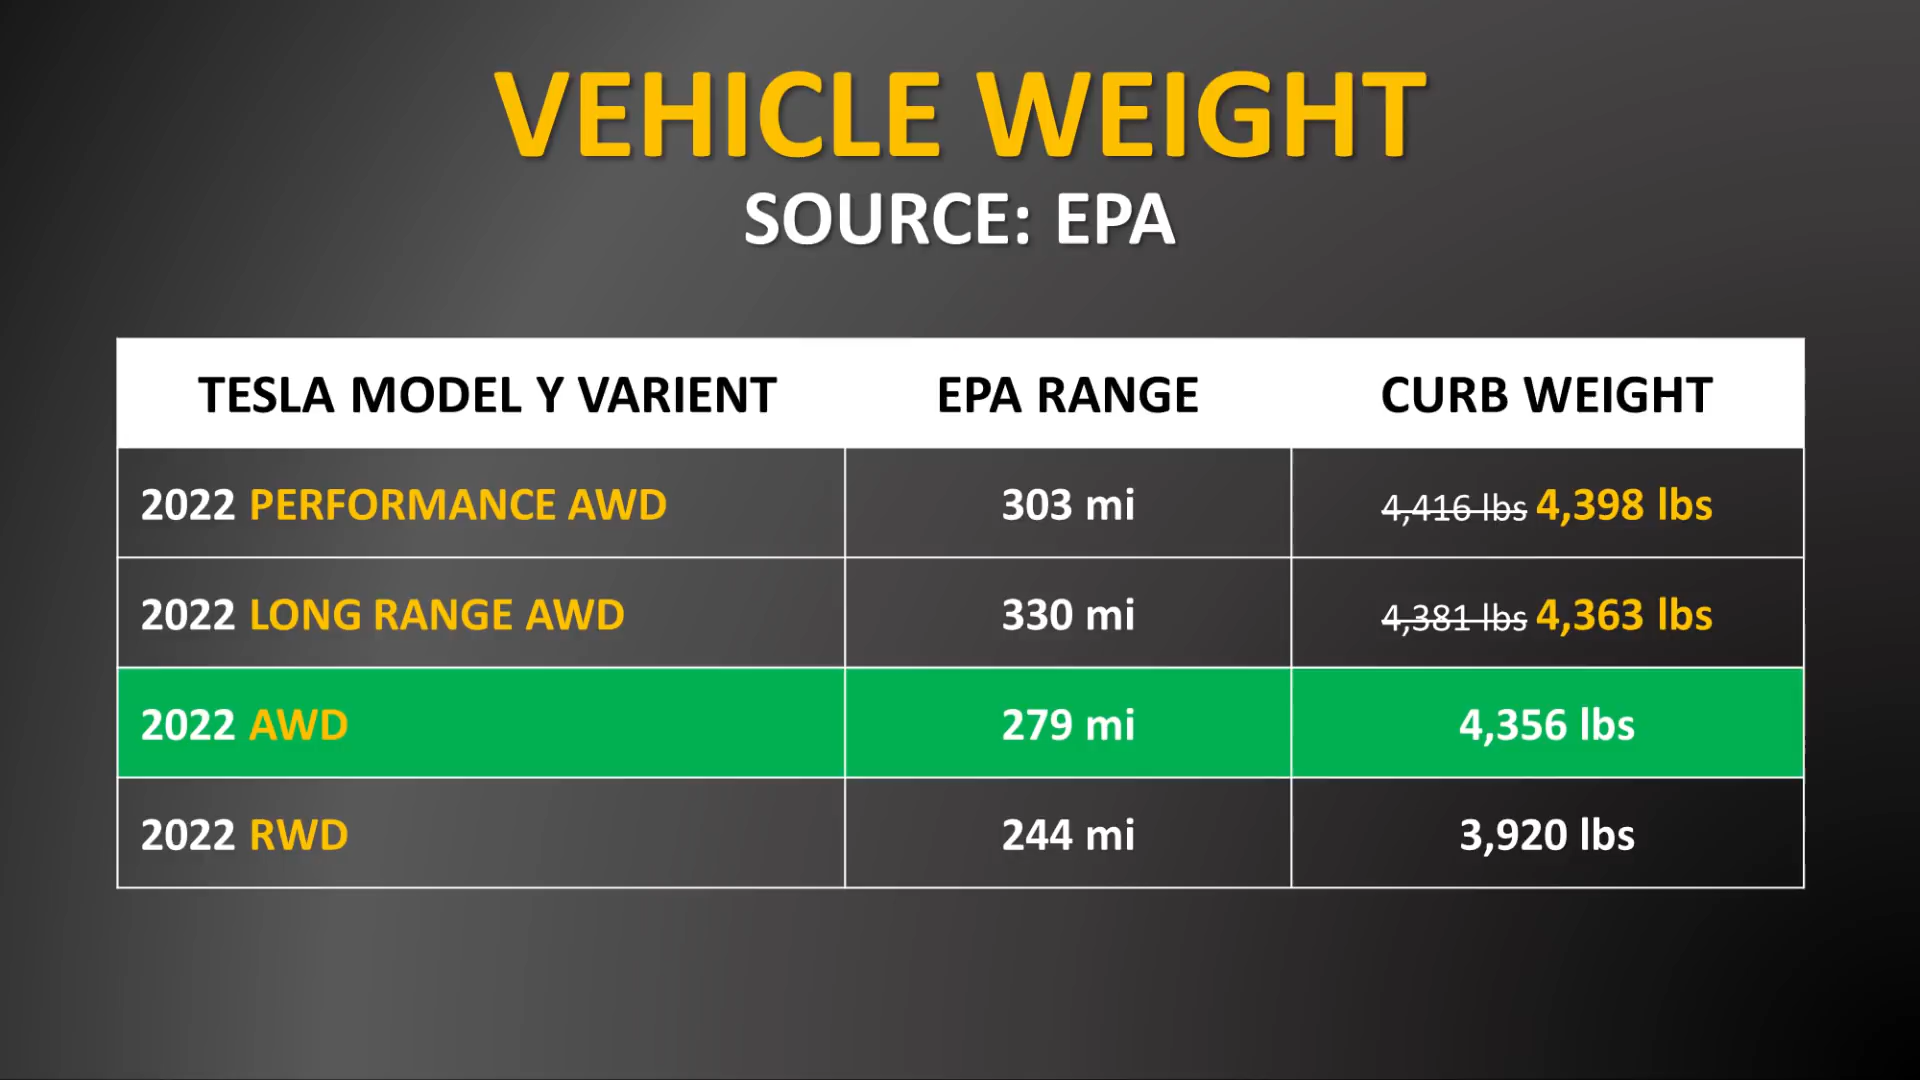 VEHICLE WEIGHT
SOURCE: EPA
TESLA MODEL Y VARIENT EPA RANGE CURB WEIGHT
2022 PERFORMANCE AWD 303 mi 4,416 lbs 4,398 lbs
2022 LONG RANGE AWD 330 mi 4,381 lbs 4,363 lbs
2022 AWD 279 mi 4,356 lbs
2022 RWD 244 mi 3,920 lbs